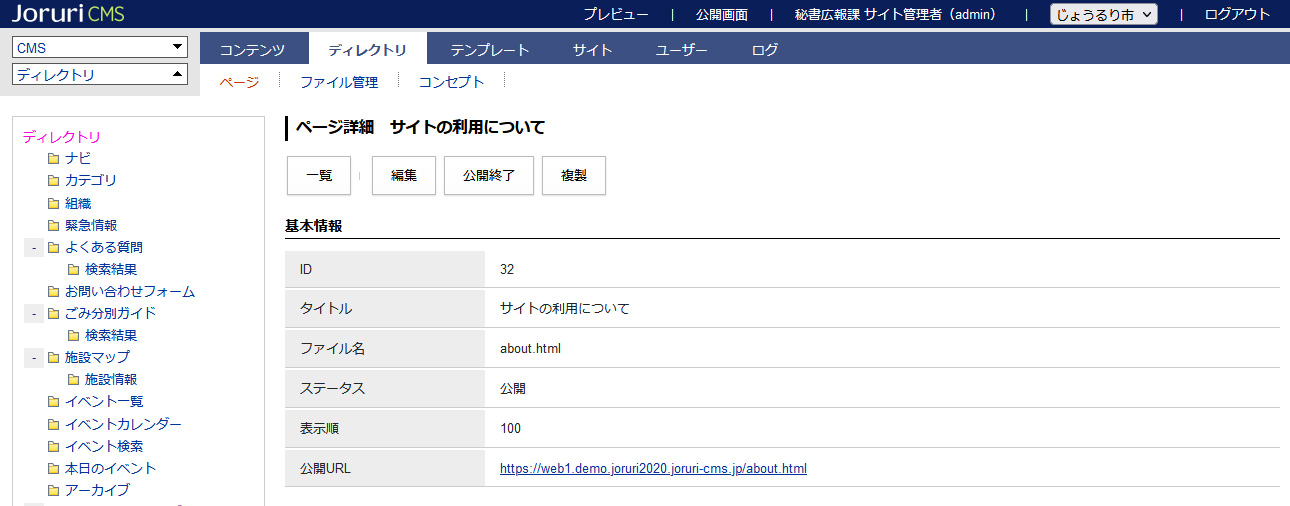 Joruri CMS
プレビュー | 公開画面 | 秘書広報課 サイト管理者（admin） | じょうるり市 | ログアウト
CMS
ディレクトリ
コンテンツ ディレクトリ テンプレート サイト ユーザー ログ
ページ ファイル管理 コンセプト
ディレクトリ
ナビ
カテゴリ
組織
緊急情報
- よくある質問
検索結果
お問い合わせフォーム
- ごみ分別ガイド
検索結果
- 施設マップ
施設情報
イベント一覧
イベントカレンダー
イベント検索
本日のイベント
アーカイブ
ページ詳細 サイトの利用について
一覧 | 編集 公開終了 複製
基本情報
ID 32
タイトル サイトの利用について
ファイル名 about.html
ステータス 公開
表示順 100
公開URL https://web1.demo.joruri2020.joruri-cms.jp/about.html